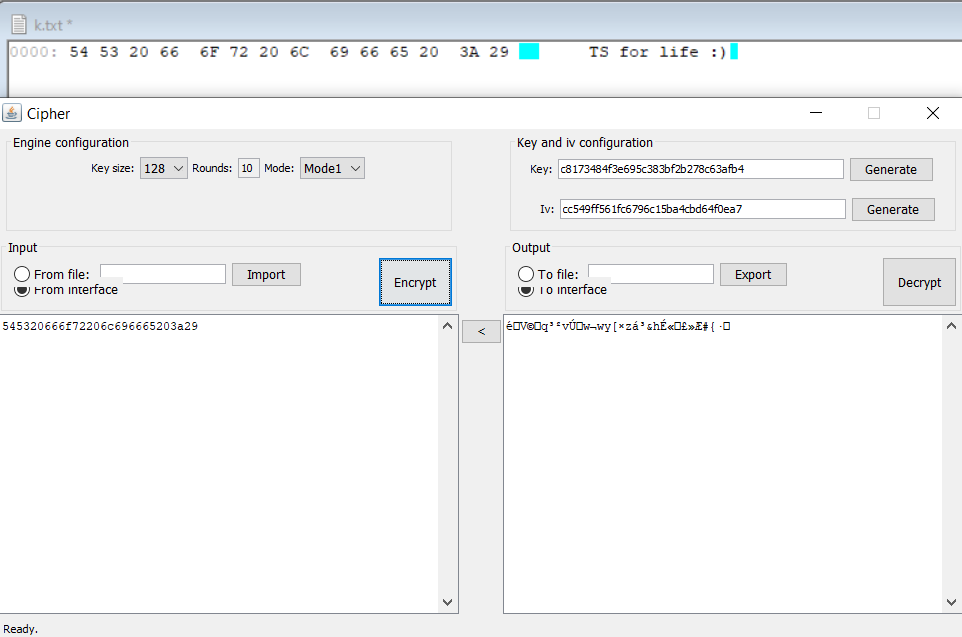 k.txt *
0000: 54 53 20 66 6F 72 20 6C 69 66 65 20 3A 29 TS for life :)
Cipher
Engine configuration
Key size: 128 Rounds: 10 Mode: Mode1
Key and iv configuration
Key: c8173484f3e695c383bf2b278c63afb4 Generate
Iv: cc549ff561fc6796c15ba4cbd64f0ea7 Generate
Input
From file: Import
From interface
Encrypt
Output
To file: Export
To interface
Decrypt
545320666f72206c696665203a29
<
Ready.